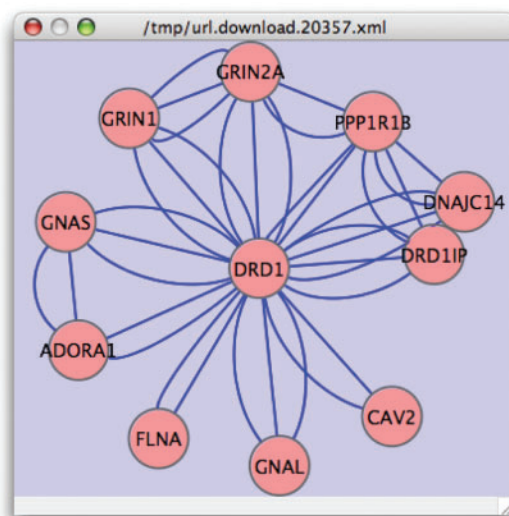 /tmp/url.download.20357.xml
GRIN2A
GRIN1
PPP1R1B
DNAJC14
GNAS
DRD1IP
DRD1
ADORA1
CAV2
FLNA
GNAL